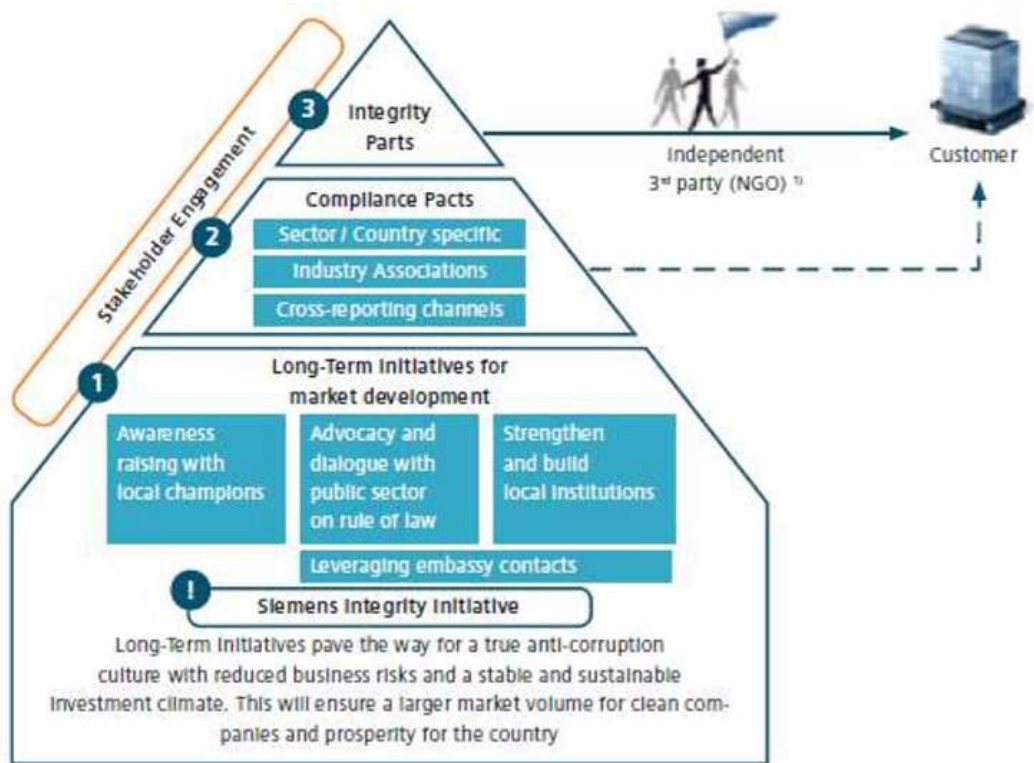 Stakeholder Engagement
3
Integrity
Parts
Independent
3rd party (NGO) 1)
Customer
2
Compliance Pacts
Sector / Country specific
Industry Associations
Cross-reporting channels
1
Long-Term Initiatives for
market development
Awareness
raising with
local champions
Advocacy and
dialogue with
public sector
on rule of law
Strengthen
and build
local Institutions
Leveraging embassy contacts
!
Siemens Integrity Initiative
Long-Term Initiatives pave the way for a true anti-corruption
culture with reduced business risks and a stable and sustainable
Investment climate. This will ensure a larger market volume for clean com-
panies and prosperity for the country